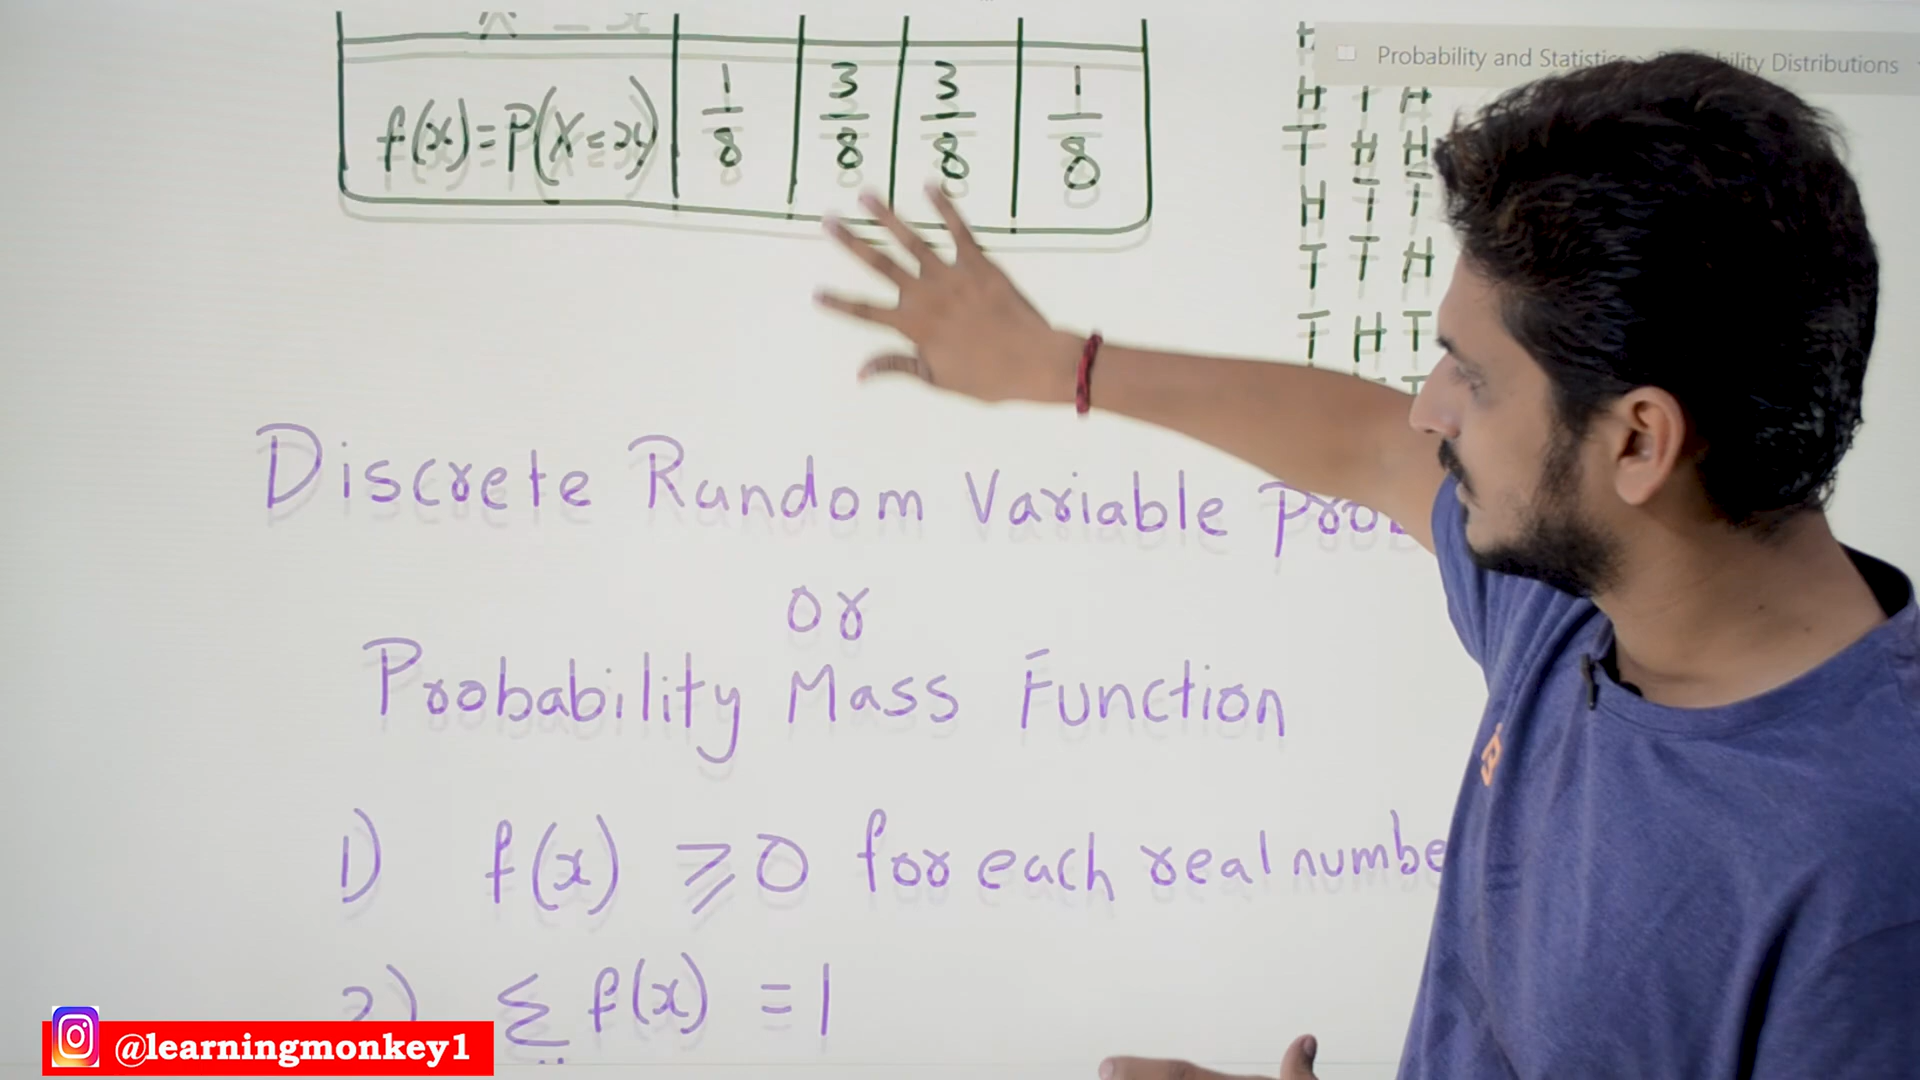 X = x
f(x)=P(X=x) 1/8 3/8 3/8 1/8
Probability and Statistics
Distributions
H
H T H
T H H
H T T
T T H
T H T
Discrete Random Variable
or
Probability Mass Function
1) f(x) ≥ 0 for each real
2) Σ f(x) = 1
@learningmonkey1